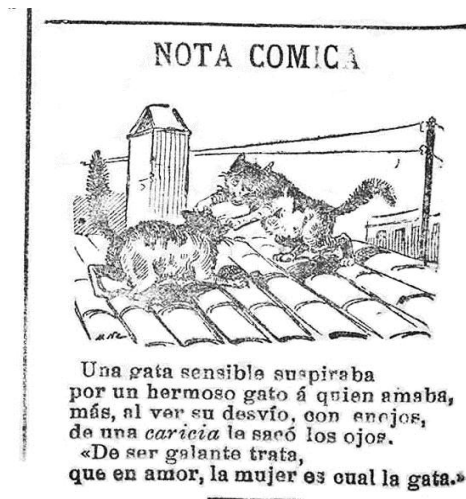 NOTA COMICA
Una gata sensible suspiraba
por un hermoso gato á quien amaba,
más, al ver su desvío, con enojos,
de una caricia le sacó los ojos.
«De ser galante trata,
que en amor, la mujer es cual la gata.»